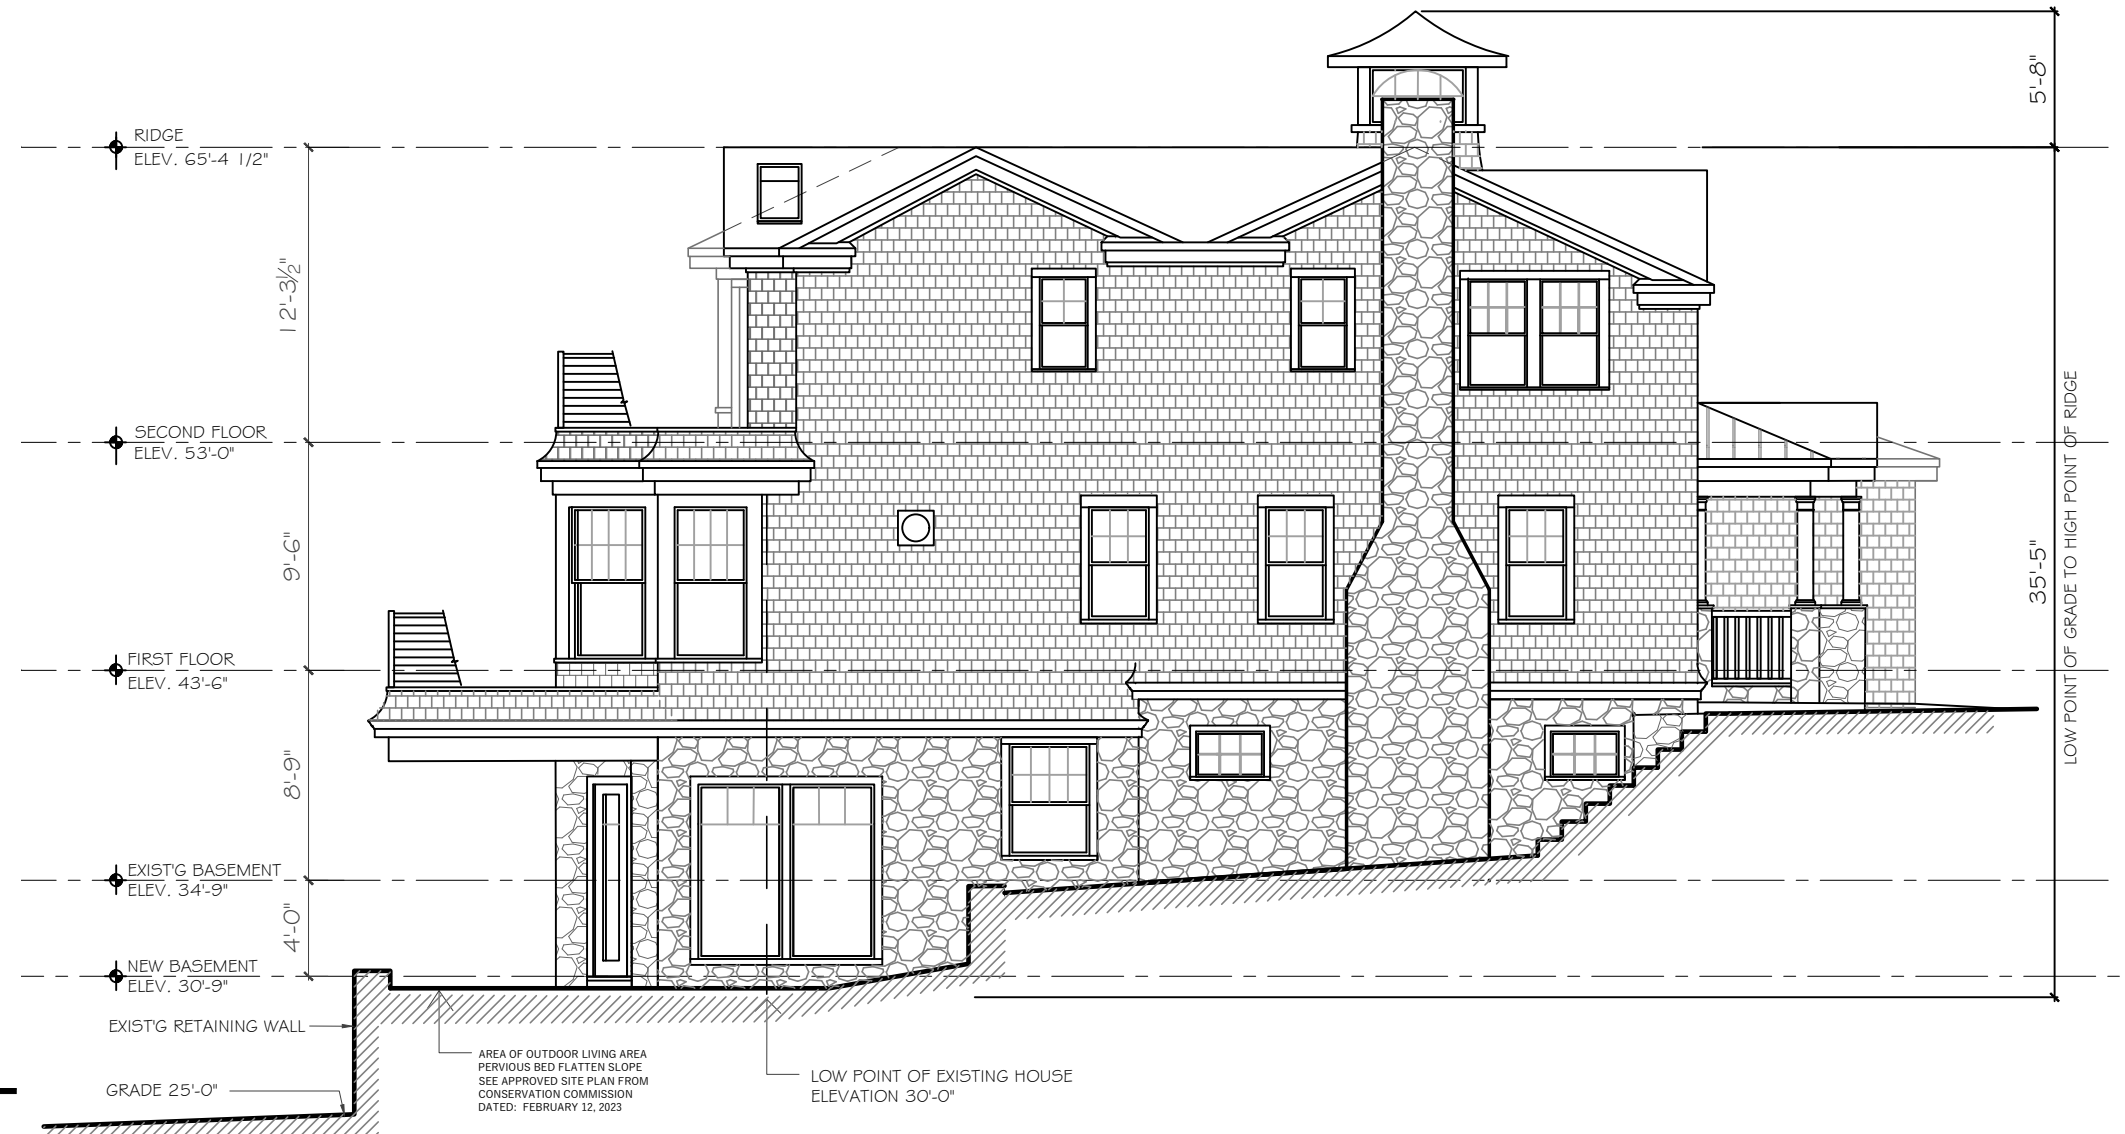 5'-8"
RIDGE
ELEV. 65'-4 1/2"
12'-3½"
SECOND FLOOR
ELEV. 53'-0"
9'-6"
35'-5"
LOW POINT OF GRADE TO HIGH POINT OF RIDGE
FIRST FLOOR
ELEV. 43'-6"
8'-9"
EXIST'G BASEMENT
ELEV. 34'-9"
4'-0"
NEW BASEMENT
ELEV. 30'-9"
EXIST'G RETAINING WALL
GRADE 25'-0"
AREA OF OUTDOOR LIVING AREA
PERVIOUS BED FLATTEN SLOPE
SEE APPROVED SITE PLAN FROM
CONSERVATION COMMISSION
DATED: FEBRUARY 12, 2023
LOW POINT OF EXISTING HOUSE
ELEVATION 30'-0"